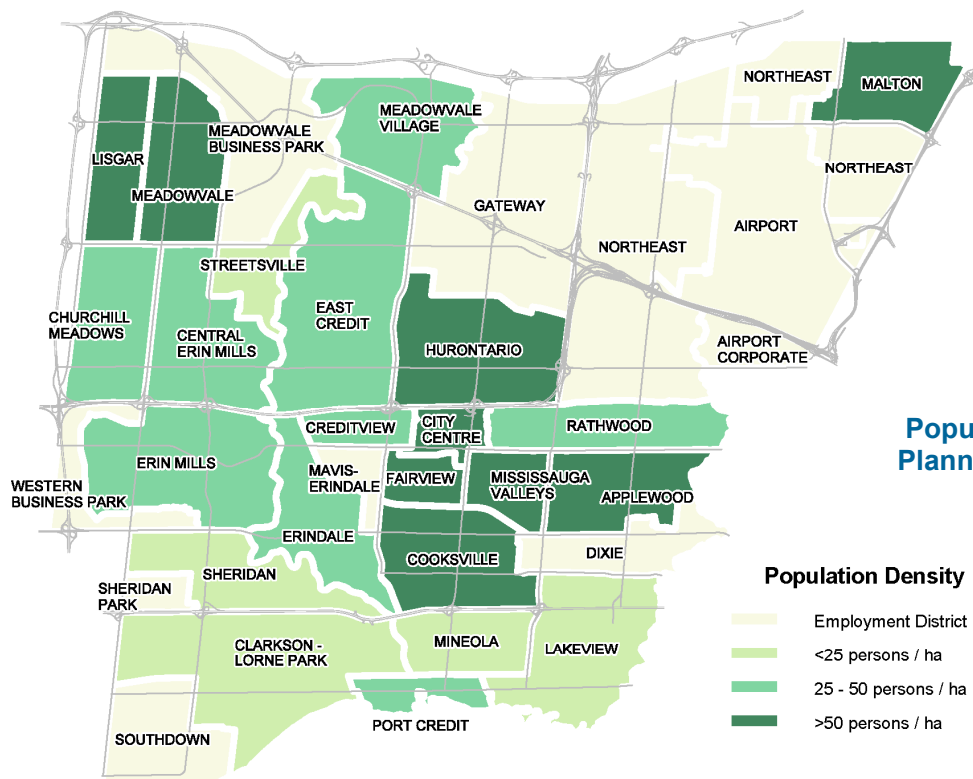 NORTHEAST
MALTON
MEADOWVALE
VILLAGE
MEADOWVALE
BUSINESS PARK
LISGAR
MEADOWVALE
NORTHEAST
GATEWAY
NORTHEAST
AIRPORT
STREETSVILLE
CHURCHILL
MEADOWS
CENTRAL
ERIN MILLS
EAST
CREDIT
HURONTARIO
AIRPORT
CORPORATE
CREDITVIEW
CITY
CENTRE
RATHWOOD
Popu
Plann
ERIN MILLS
MAVIS-
ERINDALE
FAIRVIEW
MISSISSAUGA
VALLEYS
APPLEWOOD
WESTERN
BUSINESS PARK
ERINDALE
COOKSVILLE
DIXIE
SHERIDAN
SHERIDAN
PARK
CLARKSON -
LORNE PARK
MINEOLA
LAKEVIEW
PORT CREDIT
SOUTHDOWN
Population Density
Employment District
<25 persons / ha
25 - 50 persons / ha
>50 persons / ha